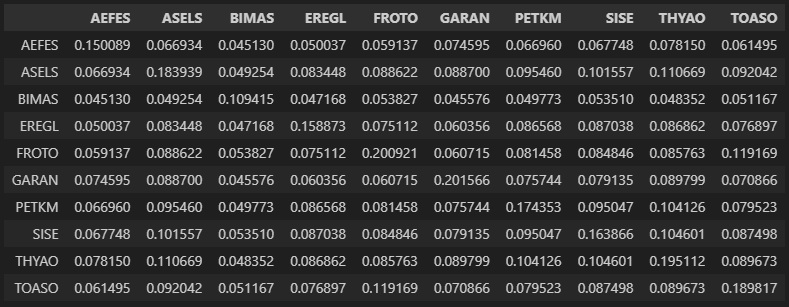 AEFES ASELS BIMAS EREGL FROTO GARAN PETKM SISE THYAO TOASO
AEFES 0.150089 0.066934 0.045130 0.050037 0.059137 0.074595 0.066960 0.067748 0.078150 0.061495
ASELS 0.066934 0.183939 0.049254 0.083448 0.088622 0.088700 0.095460 0.101557 0.110669 0.092042
BIMAS 0.045130 0.049254 0.109415 0.047168 0.053827 0.045576 0.049773 0.053510 0.048352 0.051167
EREGL 0.050037 0.083448 0.047168 0.158873 0.075112 0.060356 0.086568 0.087038 0.086862 0.076897
FROTO 0.059137 0.088622 0.053827 0.075112 0.200921 0.060715 0.081458 0.084846 0.085763 0.119169
GARAN 0.074595 0.088700 0.045576 0.060356 0.060715 0.201566 0.075744 0.079135 0.089799 0.070866
PETKM 0.066960 0.095460 0.049773 0.086568 0.081458 0.075744 0.174353 0.095047 0.104126 0.079523
SISE 0.067748 0.101557 0.053510 0.087038 0.084846 0.079135 0.095047 0.163866 0.104601 0.087498
THYAO 0.078150 0.110669 0.048352 0.086862 0.085763 0.089799 0.104126 0.104601 0.195112 0.089673
TOASO 0.061495 0.092042 0.051167 0.076897 0.119169 0.070866 0.079523 0.087498 0.089673 0.189817